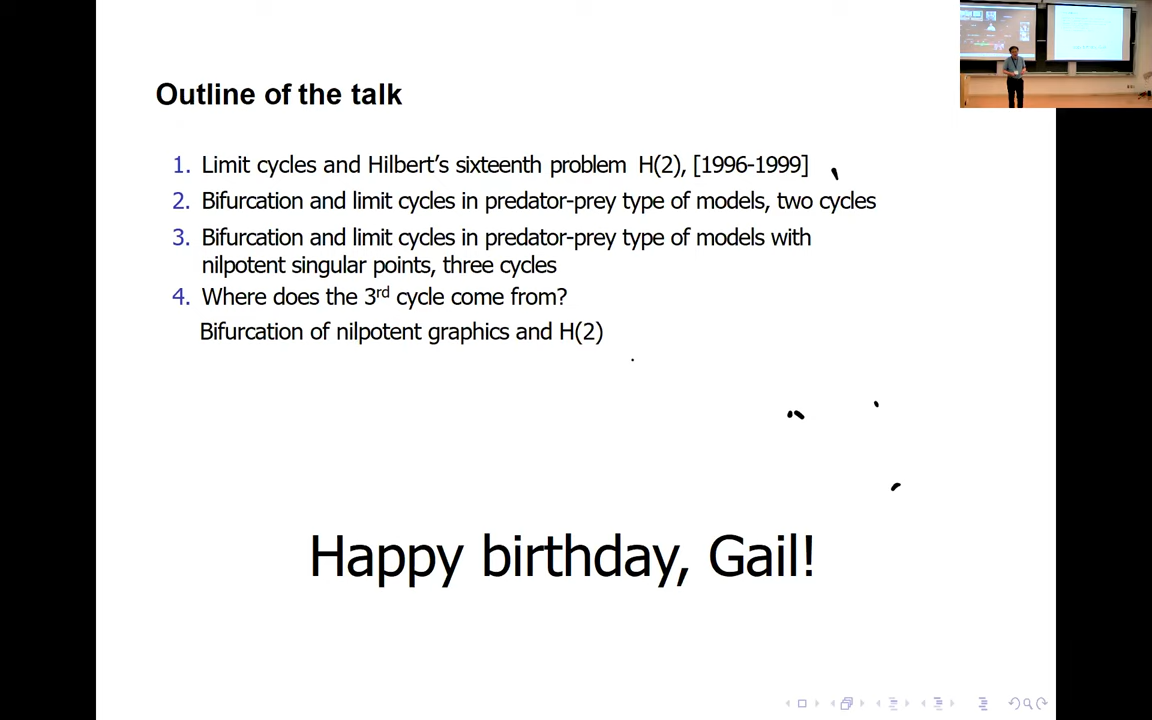 Outline of the talk
1. Limit cycles and Hilbert's sixteenth problem H(2), [1996-1999]
2. Bifurcation and limit cycles in predator-prey type of models, two cycles
3. Bifurcation and limit cycles in predator-prey type of models with
nilpotent singular points, three cycles
4. Where does the 3rd cycle come from?
Bifurcation of nilpotent graphics and H(2)
Happy birthday, Gail!